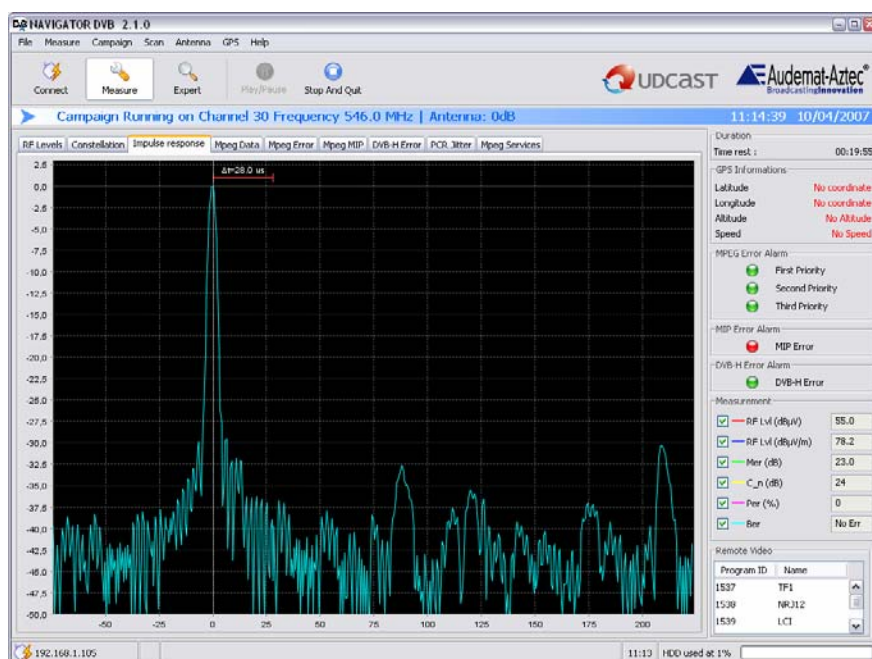 NAVIGATOR DVB 2.1.0
File Measure Campaign Scan Antenna GPS Help
Connect Measure Expert Play/Pause Stop And Quit
UDCAST Audemat-Aztec®
Broadcasting Innovation
Campaign Running on Channel 30 Frequency 546.0 MHz | Antenna: 0dB 11:14:39 10/04/2007
RF Levels Constellation Impulse response Mpeg Data Mpeg Error Mpeg MIP DVB-H Error PCR Jitter Mpeg Services
Δt=28.0 us
2,5
0,0
-2,5
-5,0
-7,5
-10,0
-12,5
-15,0
-17,5
-20,0
-22,5
-25,0
-27,5
-30,0
-32,5
-35,0
-37,5
-40,0
-42,5
-45,0
-47,5
-50,0
-50 -25 0 25 50 75 100 125 150 175 200
Duration
Time rest : 00:19:55
GPS Informations
Latitude No coordinate
Longitude No coordinate
Altitude No Altitude
Speed No Speed
MPEG Error Alarm
First Priority
Second Priority
Third Priority
MIP Error Alarm
MIP Error
DVB-H Error Alarm
DVB-H Error
Measurement
RF Lvl (dBµV) 55.0
RF Lvl (dBµV/m) 78.2
Mer (dB) 23.0
C_n (dB) 24
Per (%) 0
Ber No Err
Remote Video
Program ID Name
1537 TF1
1538 NRJ12
1539 LCI
192.168.1.105 11:13 HDD used at 1%